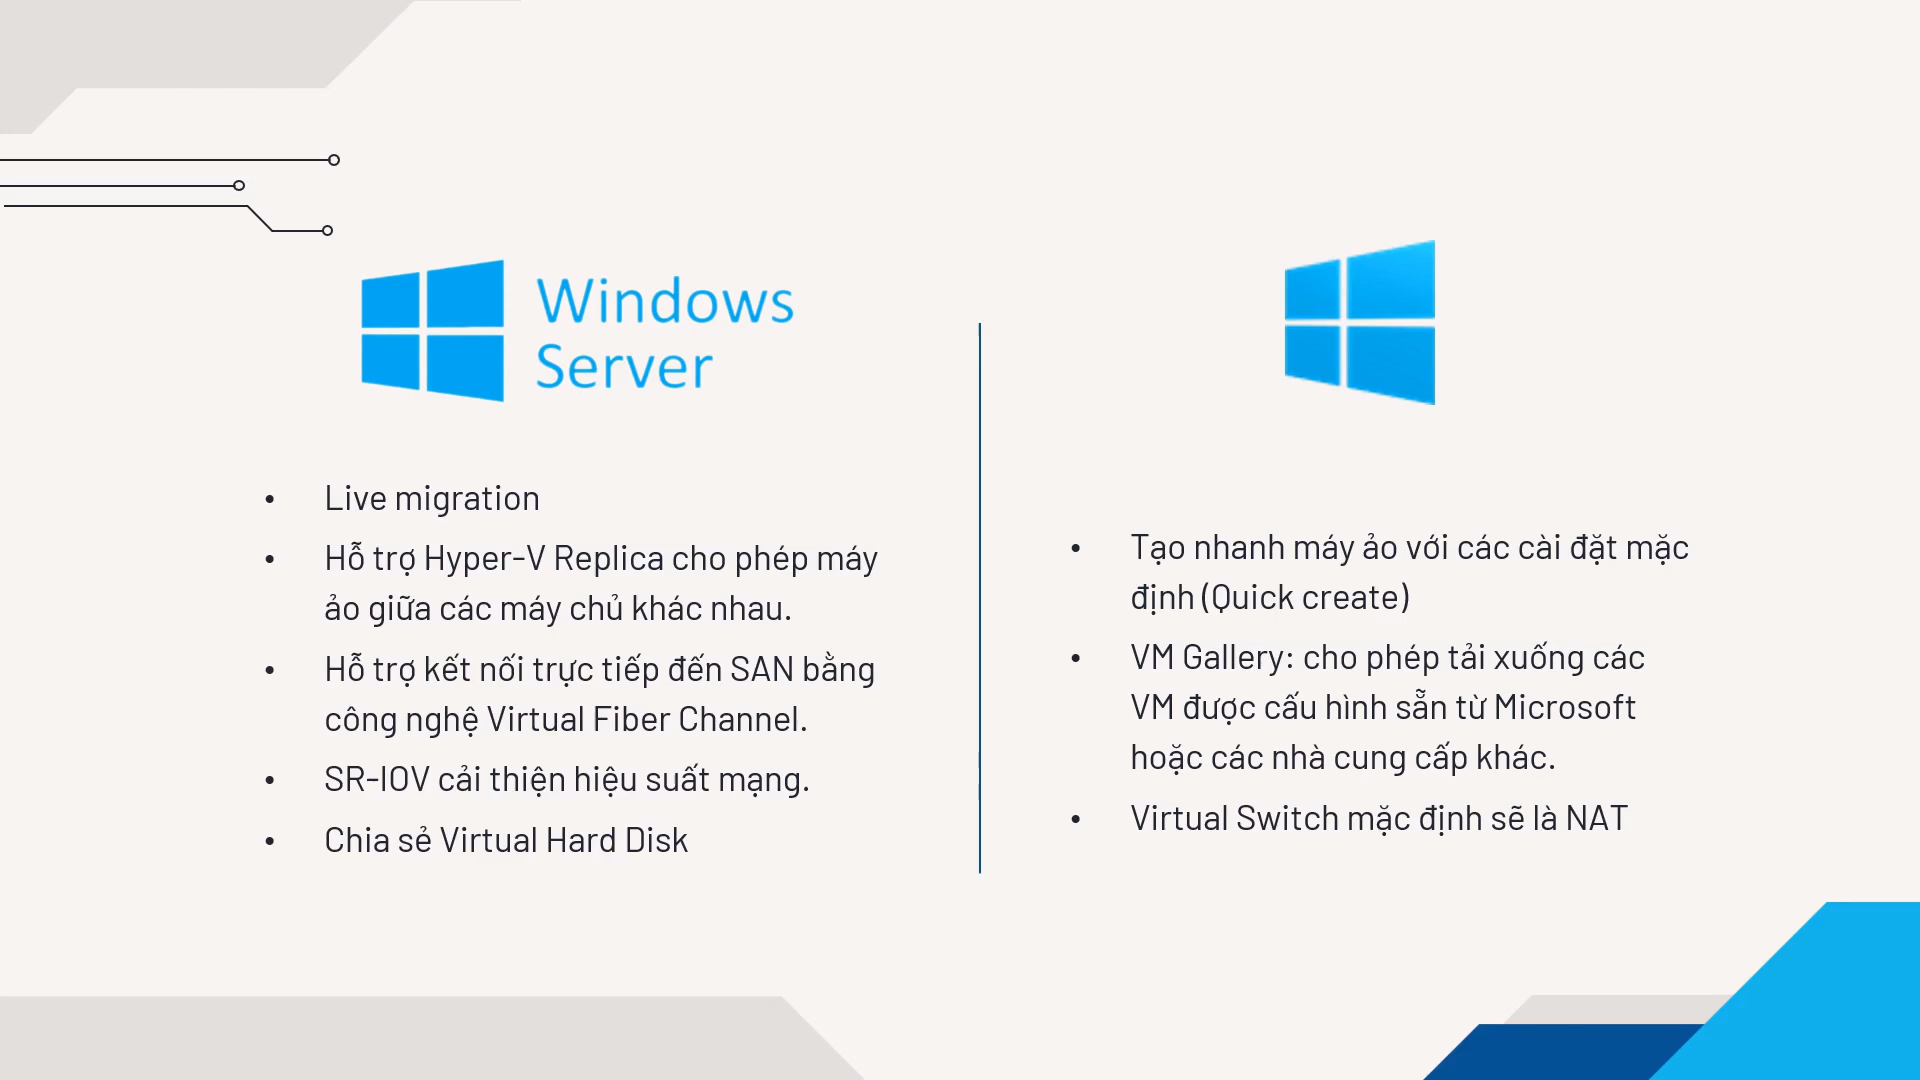 Windows
Server
• Live migration
• Hỗ trợ Hyper-V Replica cho phép máy
ảo giữa các máy chủ khác nhau.
• Hỗ trợ kết nối trực tiếp đến SAN bằng
công nghệ Virtual Fiber Channel.
• SR-IOV cải thiện hiệu suất mạng.
• Chia sẻ Virtual Hard Disk
• Tạo nhanh máy ảo với các cài đặt mặc
định (Quick create)
• VM Gallery: cho phép tải xuống các
VM được cấu hình sẵn từ Microsoft
hoặc các nhà cung cấp khác.
• Virtual Switch mặc định sẽ là NAT